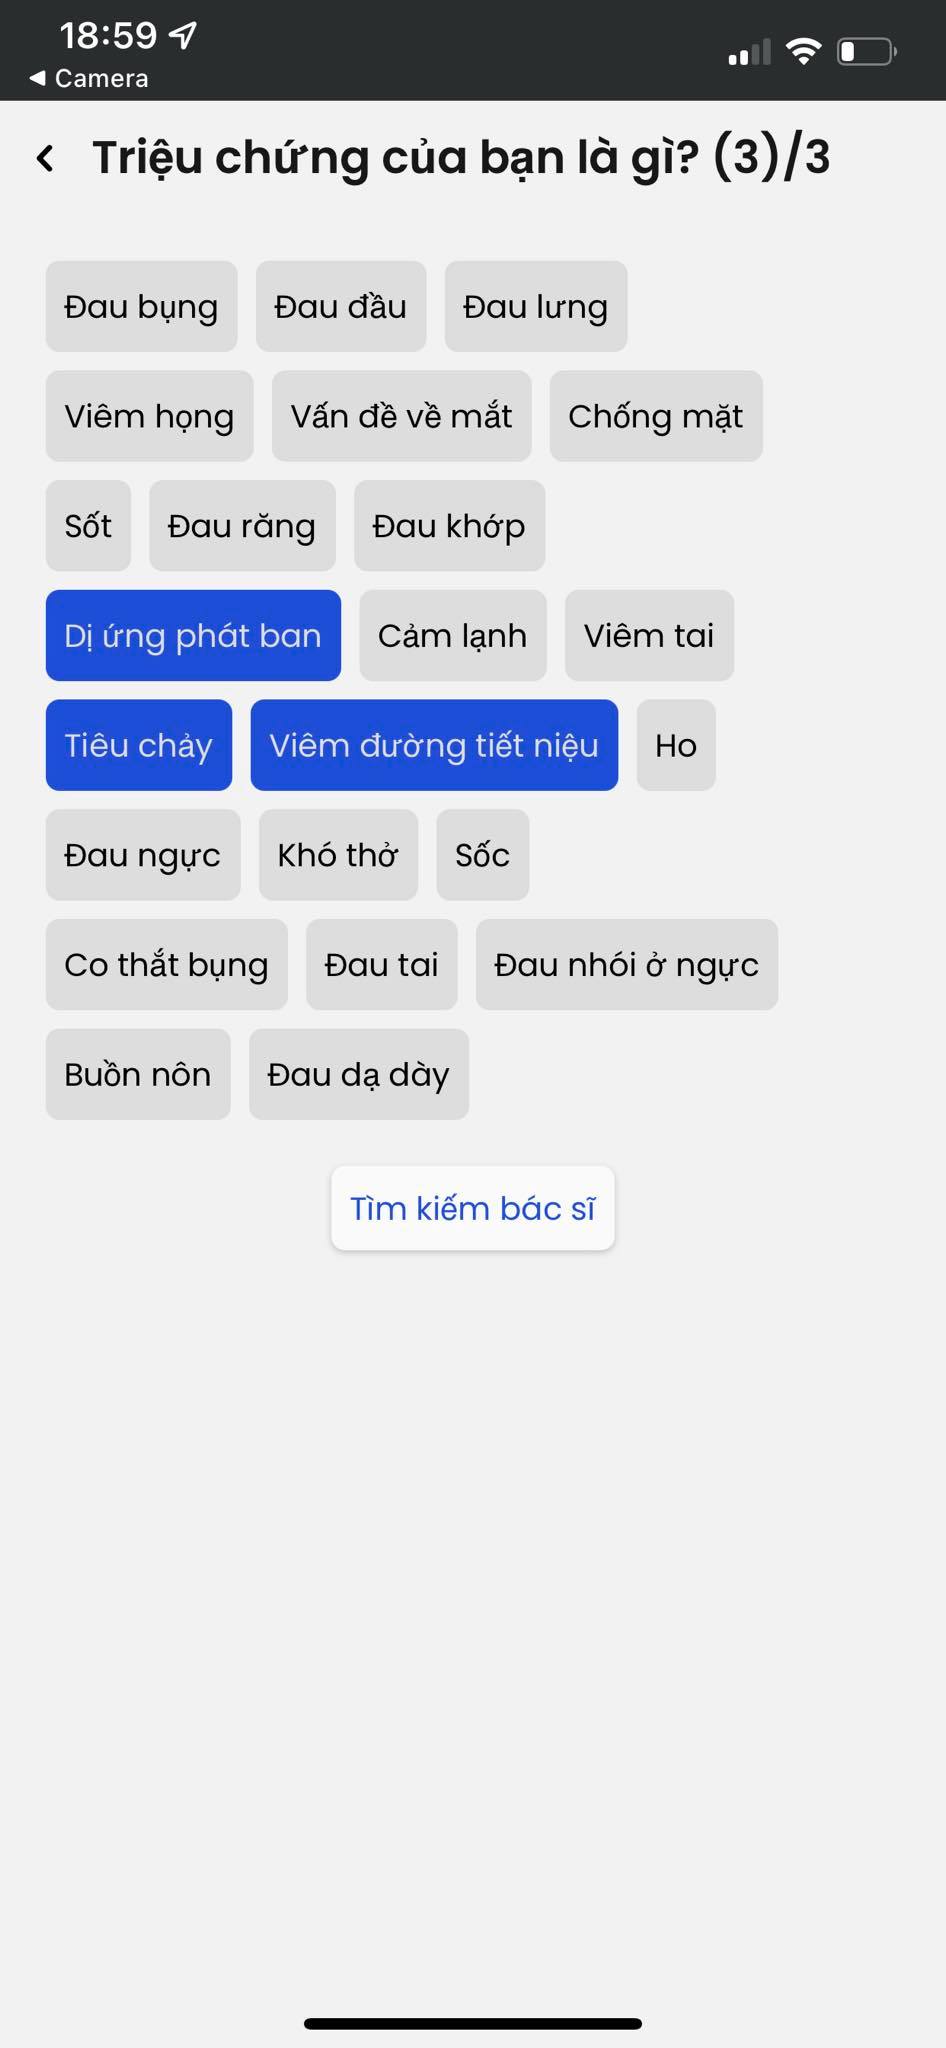 18:59
Camera
Triệu chứng của bạn là gì? (3)/3
Đau bụng Đau đầu Đau lưng
Viêm họng Vấn đề về mắt Chống mặt
Sốt Đau răng Đau khớp
Dị ứng phát ban Cảm lạnh Viêm tai
Tiêu chảy Viêm đường tiết niệu Ho
Đau ngực Khó thở Sốc
Co thắt bụng Đau tai Đau nhói ở ngực
Buồn nôn Đau dạ dày
Tìm kiếm bác sĩ